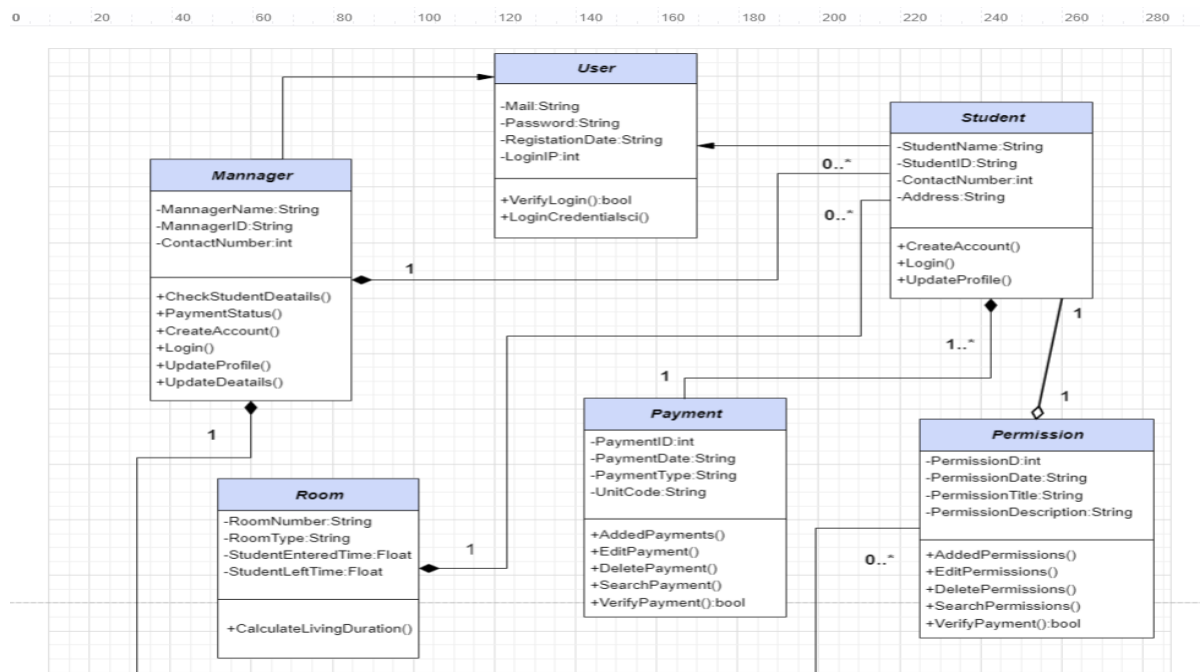 0 20 40 60 80 100 120 140 160 180 200 220 240 260 280
User
-Mail:String
-Password:String
-RegistationDate:String
-LoginIP:int
+VerifyLogin():bool
+LoginCredentialsci()
Student
-StudentName:String
-StudentID:String
-ContactNumber:int
-Address:String
+CreateAccount()
+Login()
+UpdateProfile()
0..*
0..*
Mannager
-MannagerName:String
-MannagerID:String
-ContactNumber:int
+CheckStudentDeatails()
+PaymentStatus()
+CreateAccount()
+Login()
+UpdateProfile()
+UpdateDeatails()
1
1
1..*
1
1
1
Payment
-PaymentID:int
-PaymentDate:String
-PaymentType:String
-UnitCode:String
+AddedPayments()
+EditPayment()
+DeletePayment()
+SearchPayment()
+VerifyPayment():bool
Permission
-PermissionD:int
-PermissionDate:String
-PermissionTitle:String
-PermissionDescription:String
+AddedPermissions()
+EditPermissions()
+DeletePermissions()
+SearchPermissions()
+VerifyPayment():bool
0..*
Room
-RoomNumber:String
-RoomType:String
-StudentEnteredTime:Float
-StudentLeftTime:Float
+CalculateLivingDuration()
1